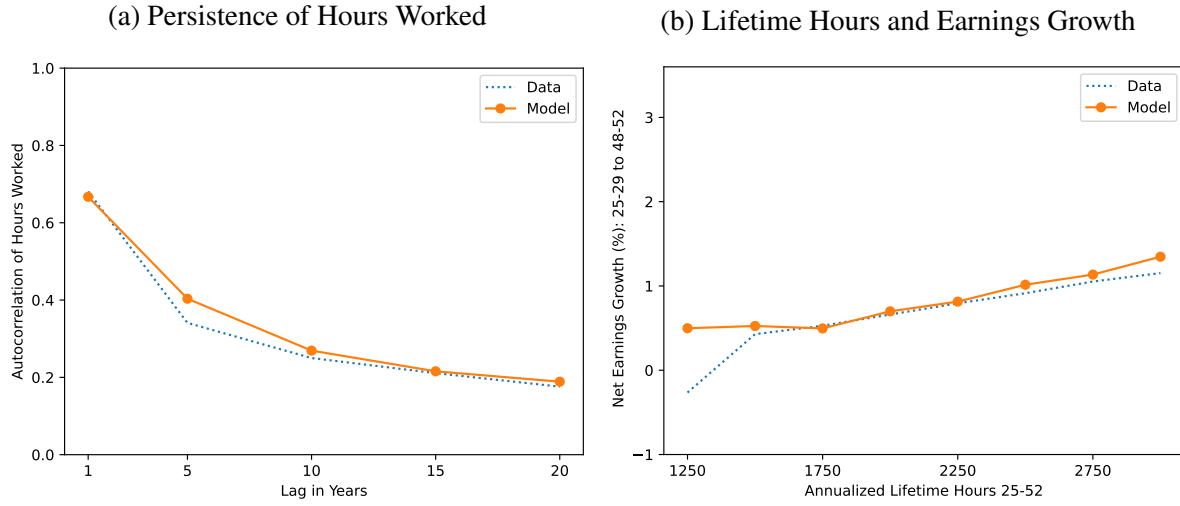 (a) Persistence of Hours Worked
1.0
0.8
0.6
0.4
0.2
0.0
Autocorrelation of Hours Worked
1 5 10 15 20
Lag in Years
Data
Model
(b) Lifetime Hours and Earnings Growth
3
2
1
0
−1
Net Earnings Growth (%): 25-29 to 48-52
1250 1750 2250 2750
Annualized Lifetime Hours 25-52
Data
Model